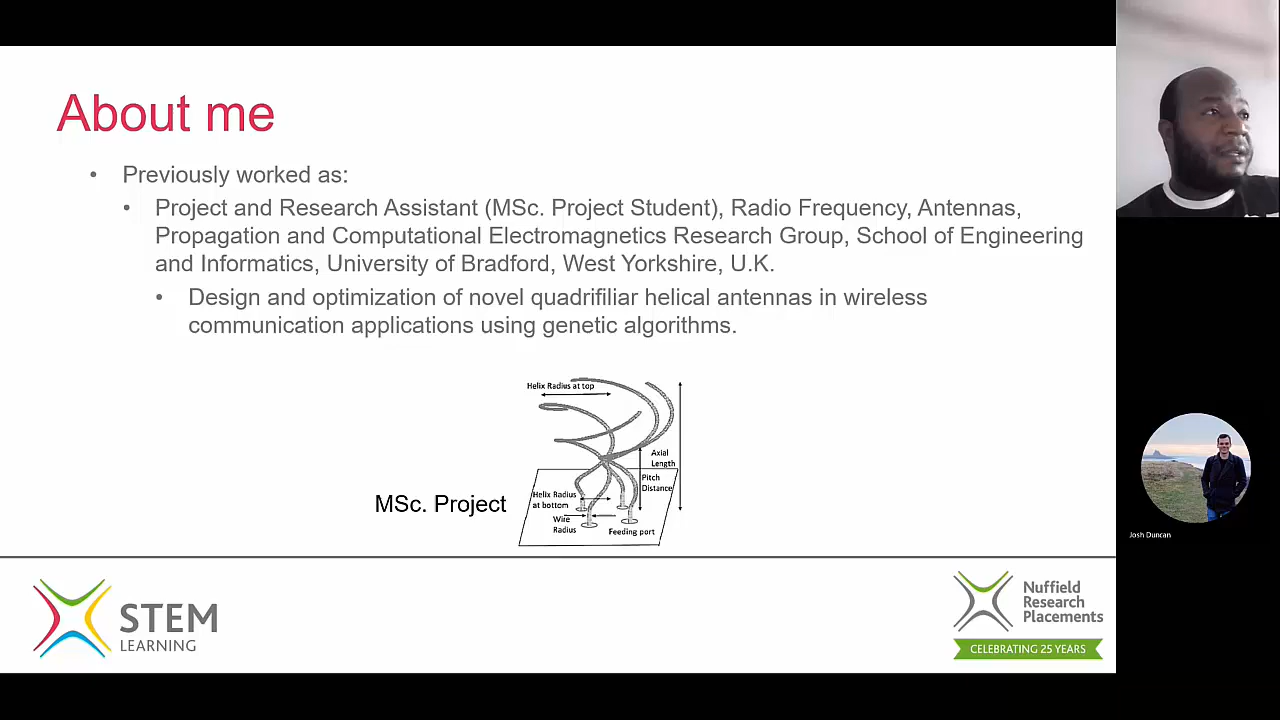 About me
• Previously worked as:
• Project and Research Assistant (MSc. Project Student), Radio Frequency, Antennas,
Propagation and Computational Electromagnetics Research Group, School of Engineering
and Informatics, University of Bradford, West Yorkshire, U.K.
• Design and optimization of novel quadrifiliar helical antennas in wireless
communication applications using genetic algorithms.
Helix Radius at top
Axial
Length
Pitch
Distance
Helix Radius
at bottom
Wire
Radius
Feeding port
MSc. Project
Josh Duncan
STEM
LEARNING
Nuffield
Research
Placements
CELEBRATING 25 YEARS